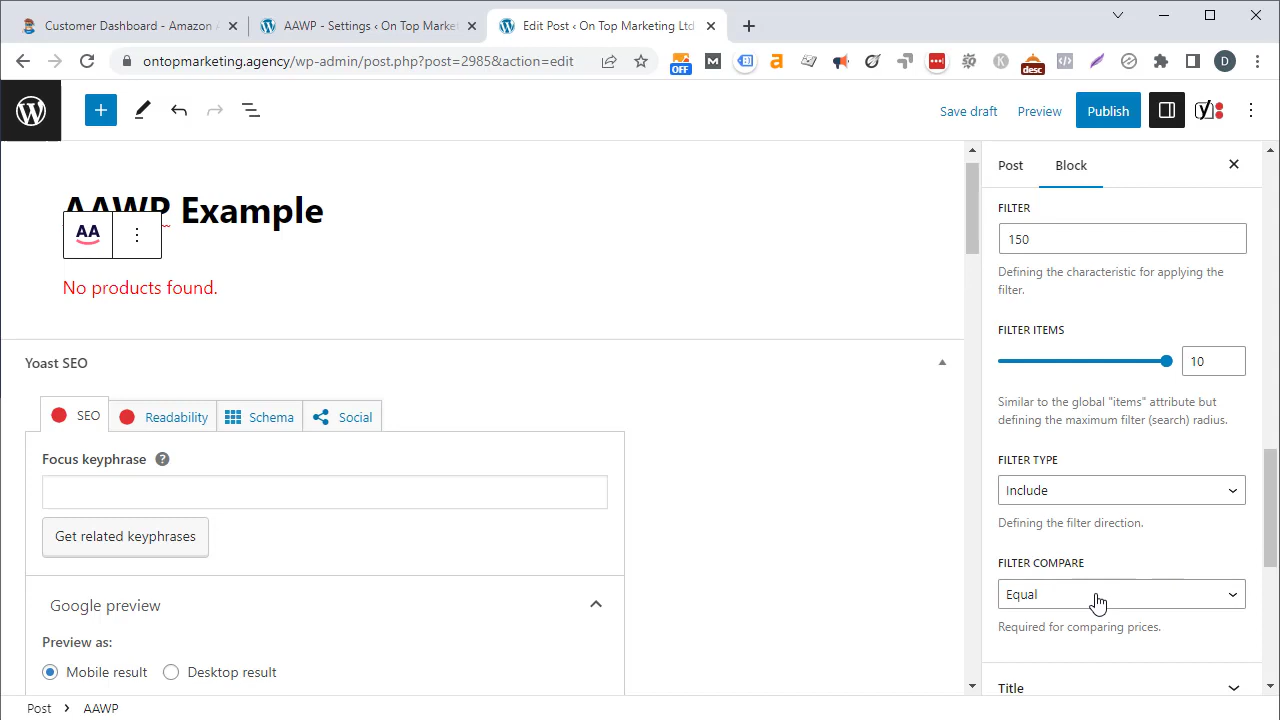 Customer Dashboard - Amazon A
AAWP - Settings ‹ On Top Market
Edit Post ‹ On Top Marketing Ltd
ontopmarketing.agency/wp-admin/post.php?post=2985&action=edit
OFF
desc
D
Save draft
Preview
Publish
AAWP Example
AA
No products found.
Yoast SEO
SEO
Readability
Schema
Social
Focus keyphrase
Get related keyphrases
Google preview
Preview as:
Mobile result
Desktop result
Post
Block
FILTER
150
Defining the characteristic for applying the
filter.
FILTER ITEMS
10
Similar to the global "items" attribute but
defining the maximum filter (search) radius.
FILTER TYPE
Include
Defining the filter direction.
FILTER COMPARE
Equal
Required for comparing prices.
Title
Post
AAWP